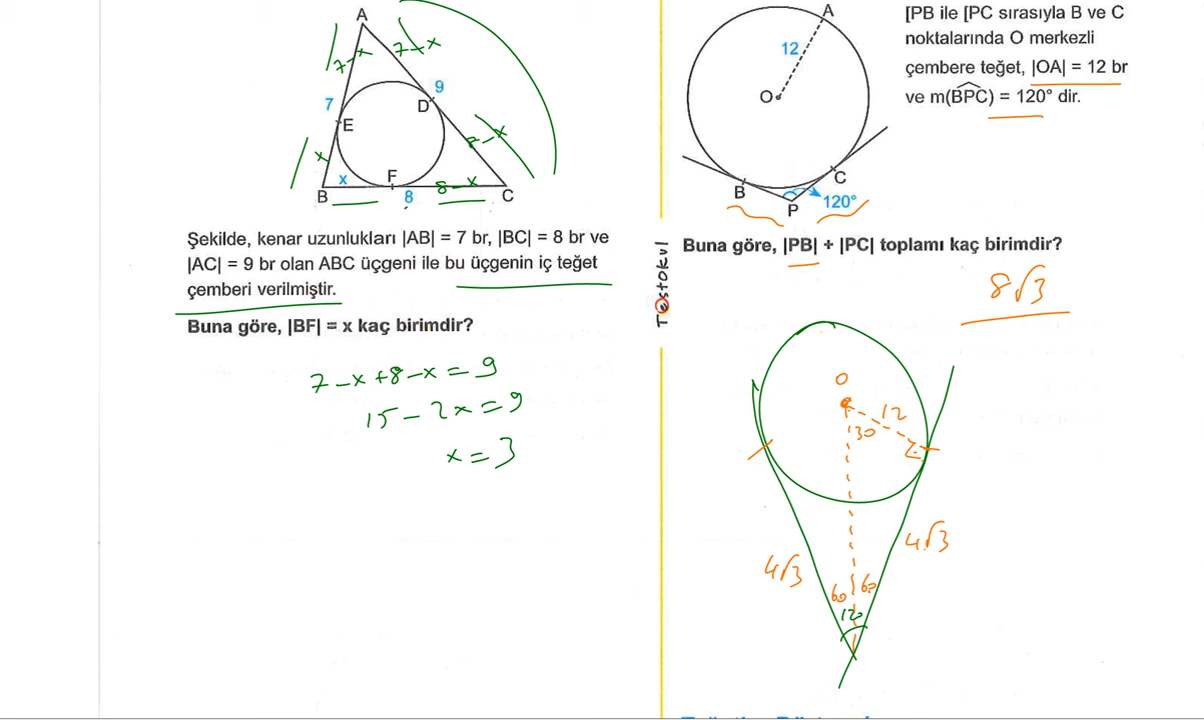 A
7-x
7-x
7
9
D
E
x
x
F
8-x
B
8
C
Şekilde, kenar uzunlukları |AB| = 7 br, |BC| = 8 br ve
|AC| = 9 br olan ABC üçgeni ile bu üçgenin iç teğet
çemberi verilmiştir.
Buna göre, |BF| = x kaç birimdir?
7-x+8-x=9
15-2x=9
x=3
Testokul
A
12
O
B
C
P
120°
[PB ile [PC sırasıyla B ve C
noktalarında O merkezli
çembere teğet, |OA| = 12 br
ve m(BPC) = 120° dir.
Buna göre, |PB| + |PC| toplamı kaç birimdir?
8√3
O
12
30
4√3
4√3
60
60
120